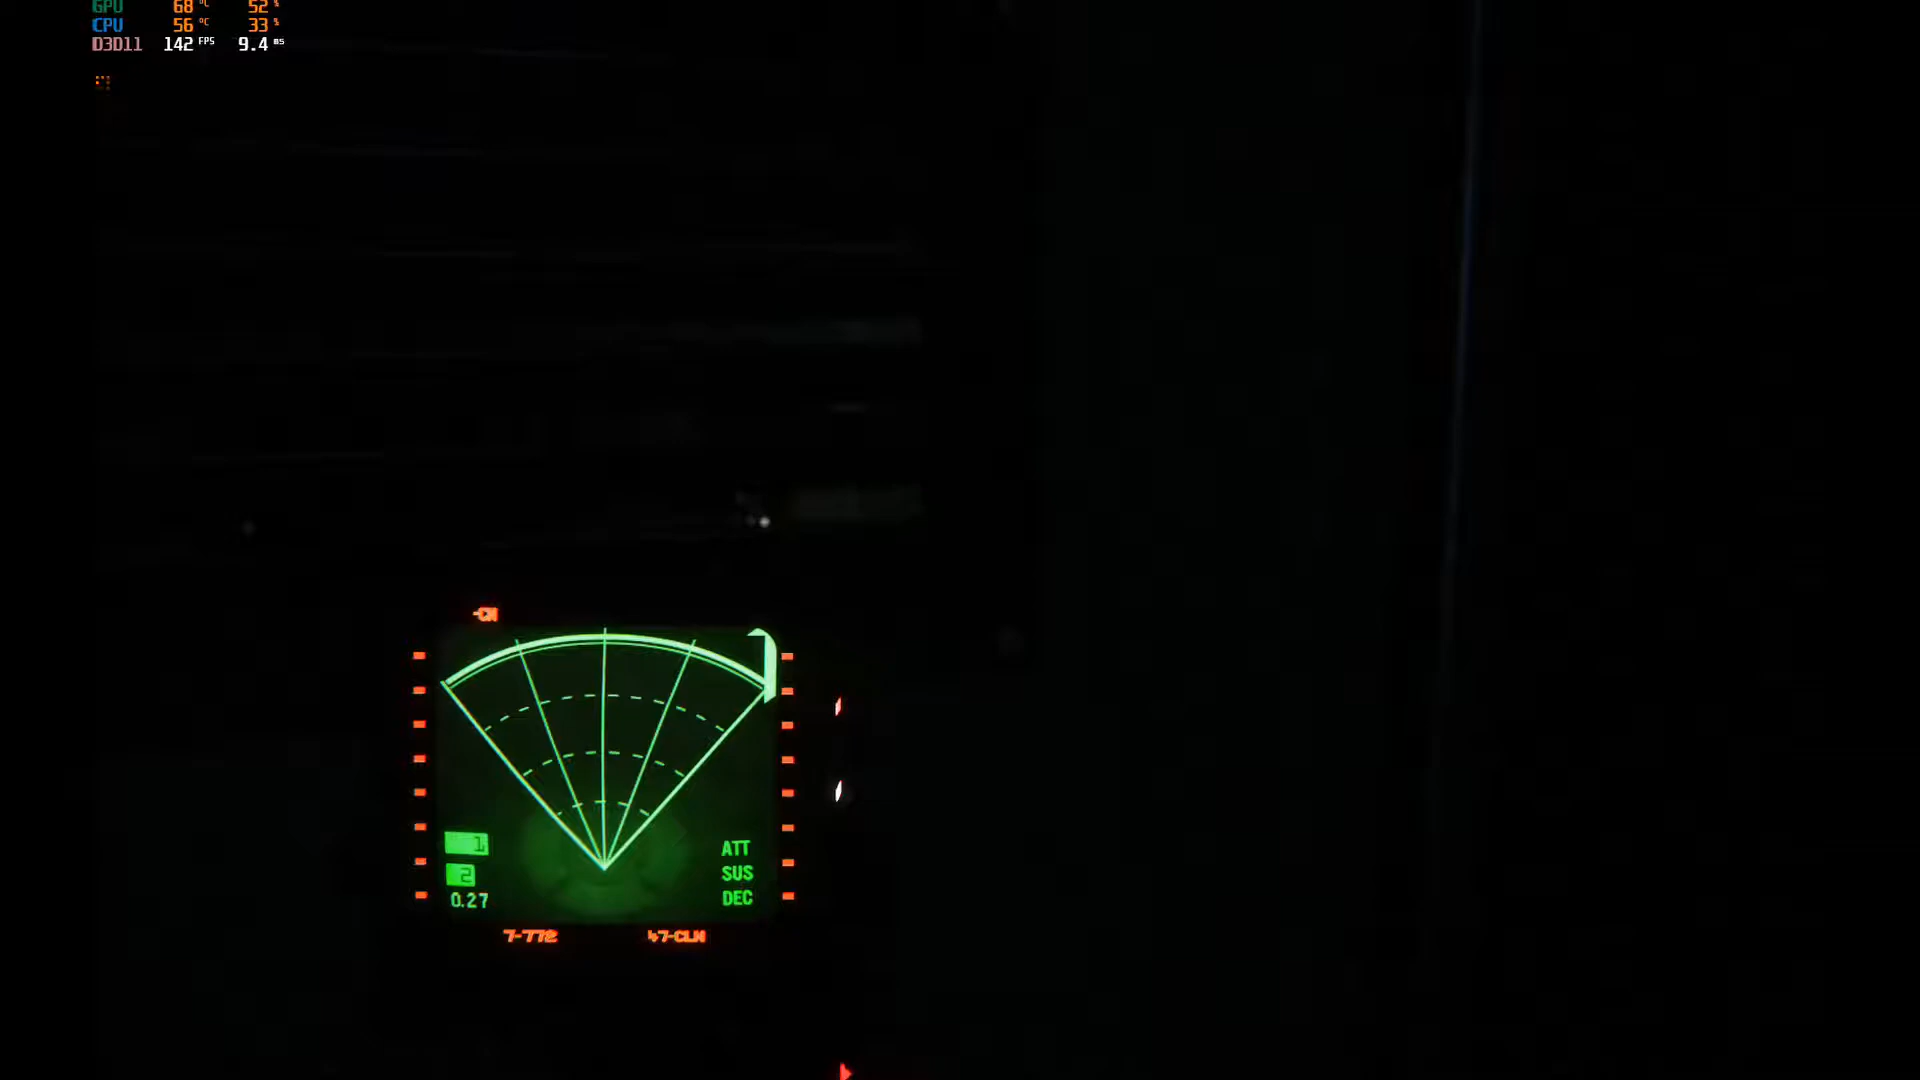 GPU 68 °C 52 %
CPU 56 °C 33 %
D3D11 142 FPS 9.4 ms
1
2
0.27
ATT
SUS
DEC
7-772
47-CLN